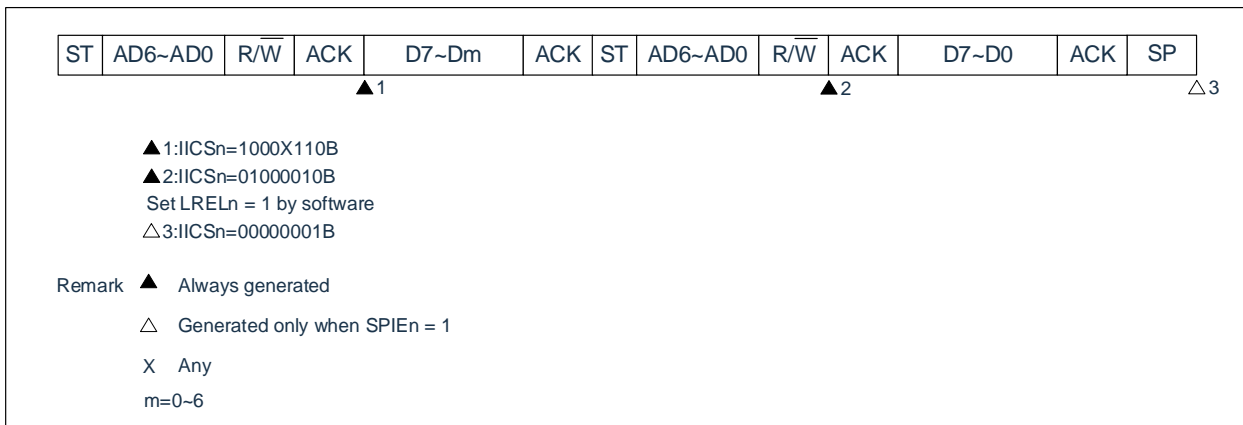 ST AD6~AD0 R/W̅ ACK D7~Dm ACK ST AD6~AD0 R/W̅ ACK D7~D0 ACK SP
▲1 ▲2 △3
▲1:IICSn=1000X110B
▲2:IICSn=01000010B
Set LRELn = 1 by software
△3:IICSn=00000001B
Remark ▲ Always generated
△ Generated only when SPIEn = 1
X Any
m=0~6